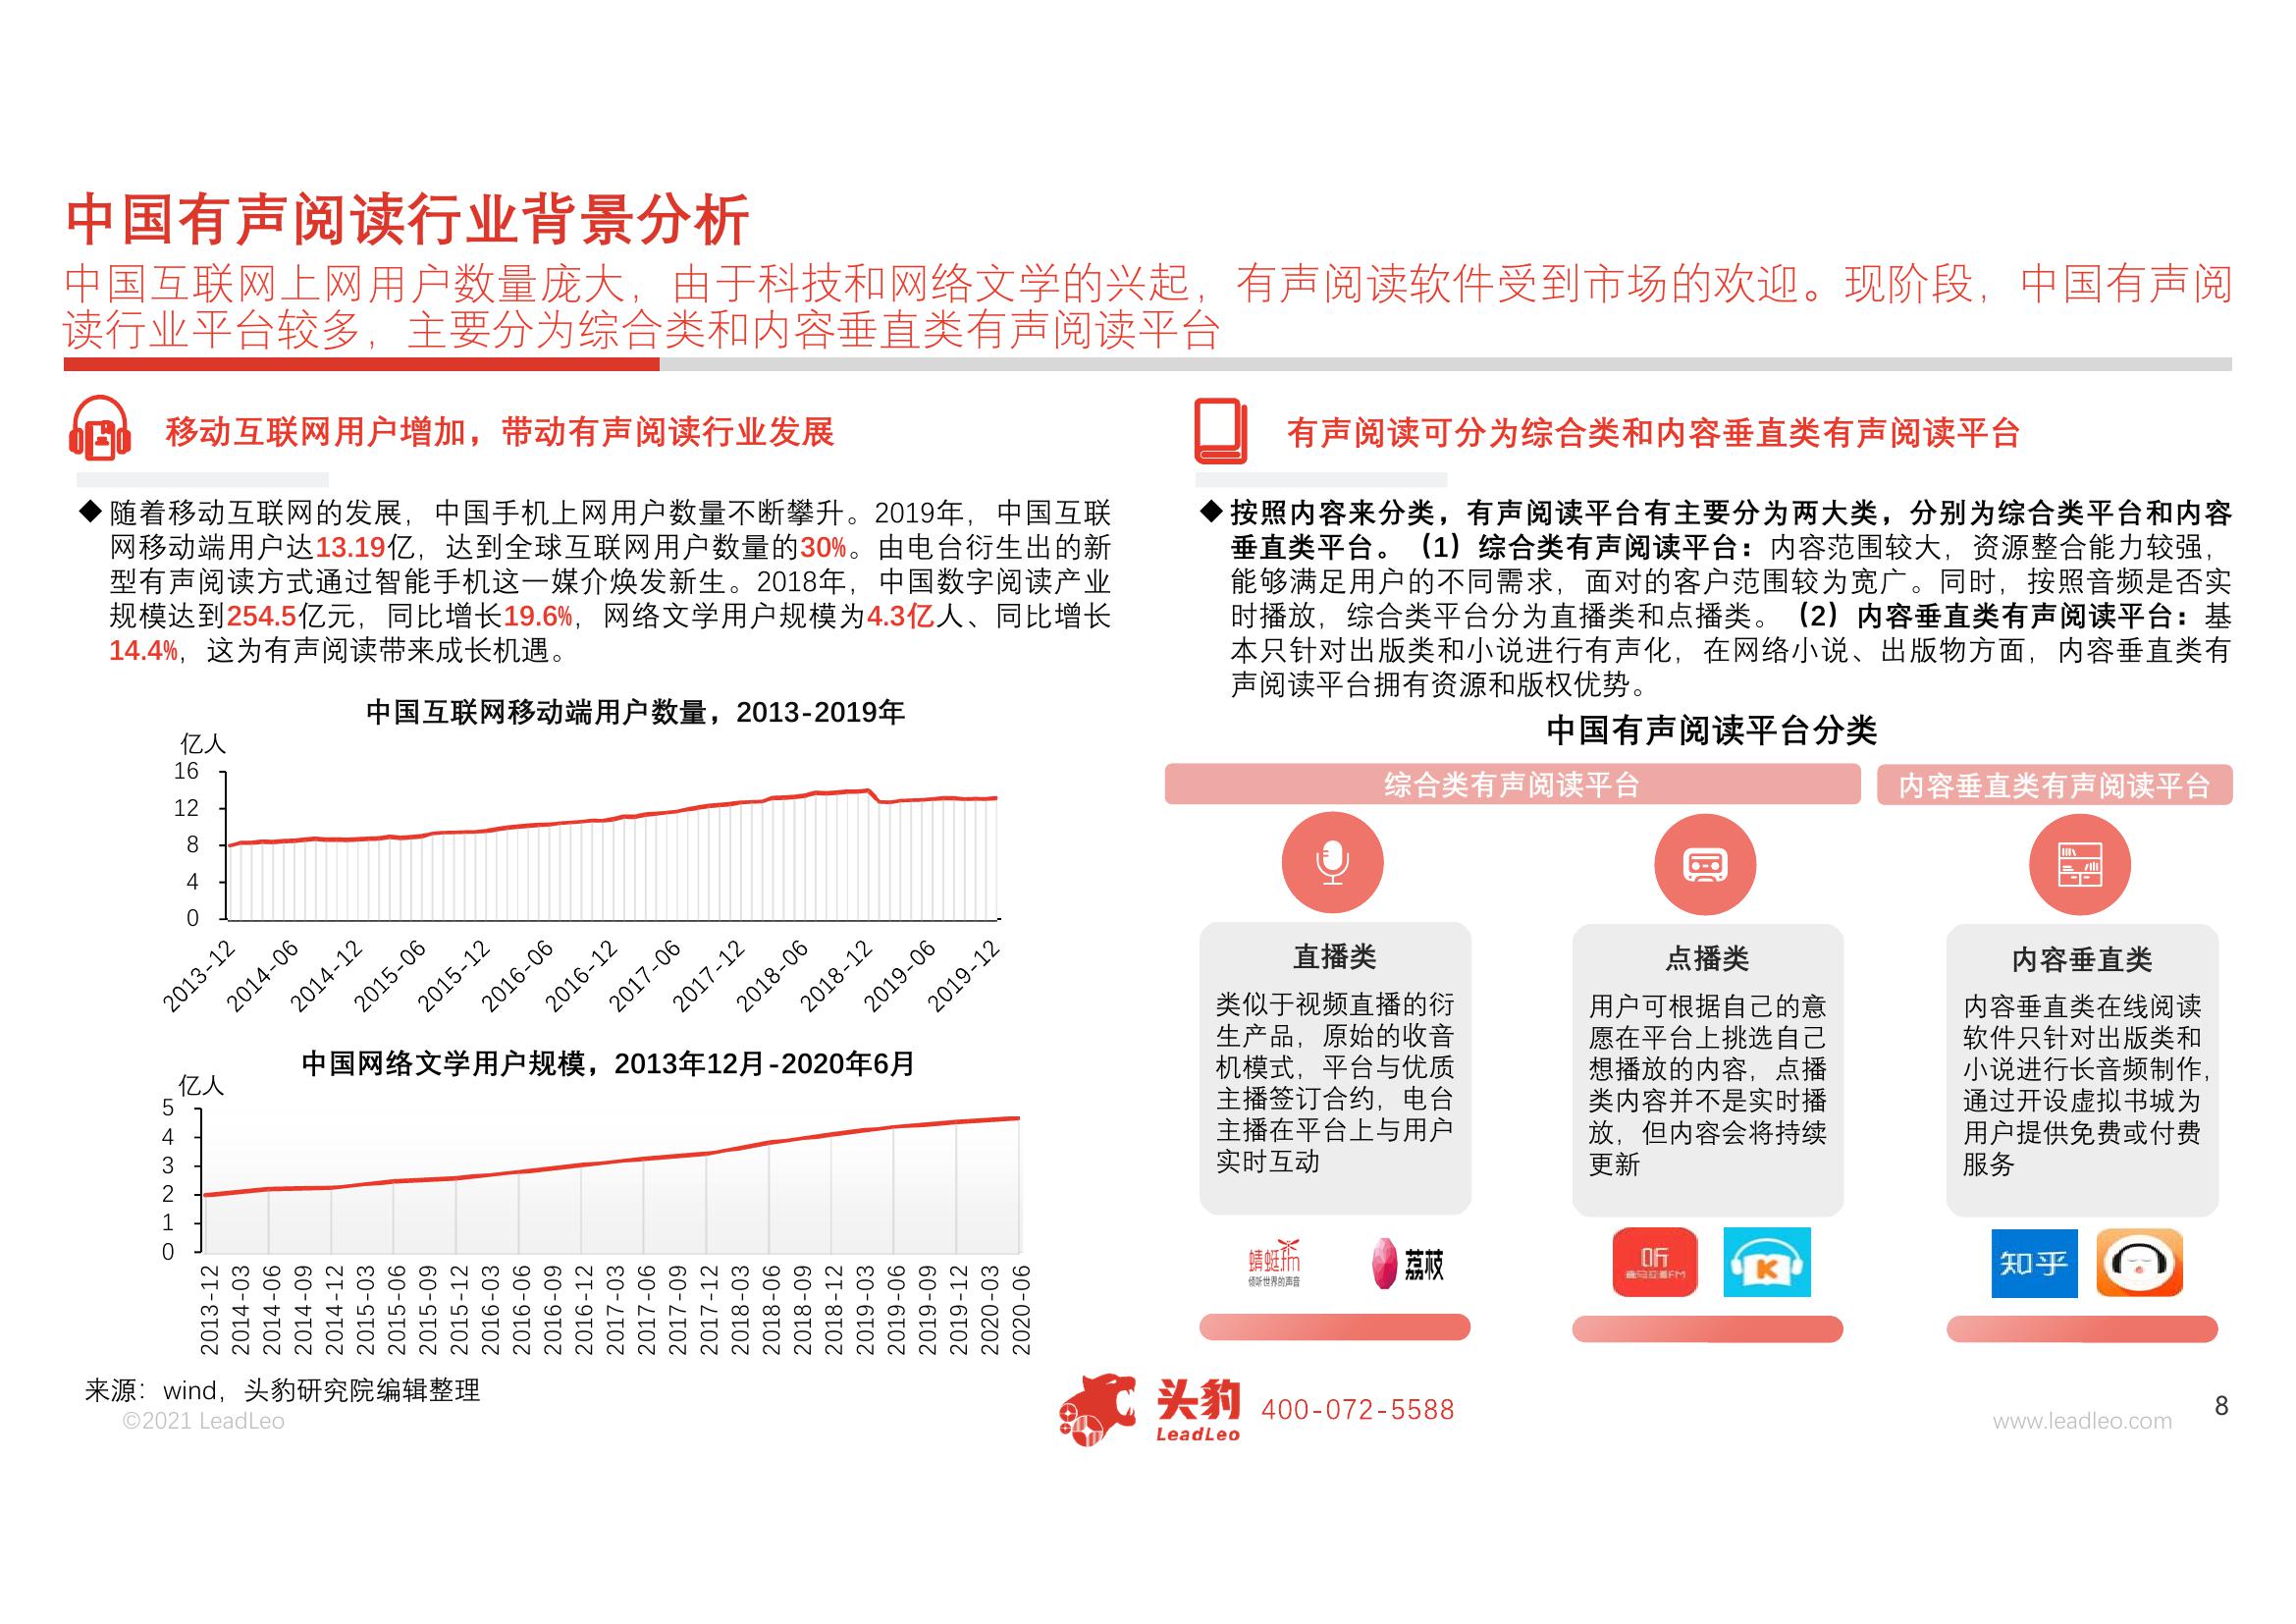 中国有声阅读行业背景分析
中国互联网上网用户数量庞大，由于科技和网络文学的兴起，有声阅读软件受到市场的欢迎。现阶段，中国有声阅
读行业平台较多，主要分为综合类和内容垂直类有声阅读平台
移动互联网用户增加，带动有声阅读行业发展
◆随着移动互联网的发展，中国手机上网用户数量不断攀升。2019年，中国互联
网移动端用户达13.19亿，达到全球互联网用户数量的30%。由电台衍生出的新
型有声阅读方式通过智能手机这一媒介焕发新生。2018年，中国数字阅读产业
规模达到254.5亿元，同比增长19.6%，网络文学用户规模为4.3亿人、同比增长
14.4%，这为有声阅读带来成长机遇。
中国互联网移动端用户数量，2013-2019年
亿人
16
12
8
4
0
2013-12 2014-06 2014-12 2015-06 2015-12 2016-06 2016-12 2017-06 2017-12 2018-06 2018-12 2019-06 2019-12
中国网络文学用户规模，2013年12月-2020年6月
亿人
5
4
3
2
1
0
2013-12 2014-03 2014-06 2014-09 2014-12 2015-03 2015-06 2015-09 2015-12 2016-03 2016-06 2016-09 2016-12 2017-03 2017-06 2017-09 2017-12 2018-03 2018-06 2018-09 2018-12 2019-03 2019-06 2019-09 2019-12 2020-03 2020-06
有声阅读可分为综合类和内容垂直类有声阅读平台
◆按照内容来分类，有声阅读平台有主要分为两大类，分别为综合类平台和内容
垂直类平台。（1）综合类有声阅读平台：内容范围较大，资源整合能力较强，
能够满足用户的不同需求，面对的客户范围较为宽广。同时，按照音频是否实
时播放，综合类平台分为直播类和点播类。（2）内容垂直类有声阅读平台：基
本只针对出版类和小说进行有声化，在网络小说、出版物方面，内容垂直类有
声阅读平台拥有资源和版权优势。
中国有声阅读平台分类
综合类有声阅读平台
内容垂直类有声阅读平台
直播类
类似于视频直播的衍
生产品，原始的收音
机模式，平台与优质
主播签订合约，电台
主播在平台上与用户
实时互动
蜻蜓fm
倾听世界的声音
荔枝
点播类
用户可根据自己的意
愿在平台上挑选自己
想播放的内容，点播
类内容并不是实时播
放，但内容会将持续
更新
听
喜马拉雅FM
K
内容垂直类
内容垂直类在线阅读
软件只针对出版类和
小说进行长音频制作，
通过开设虚拟书城为
用户提供免费或付费
服务
知乎
来源：wind，头豹研究院编辑整理
©2021 LeadLeo
头豹
LeadLeo
400-072-5588
www.leadleo.com
8